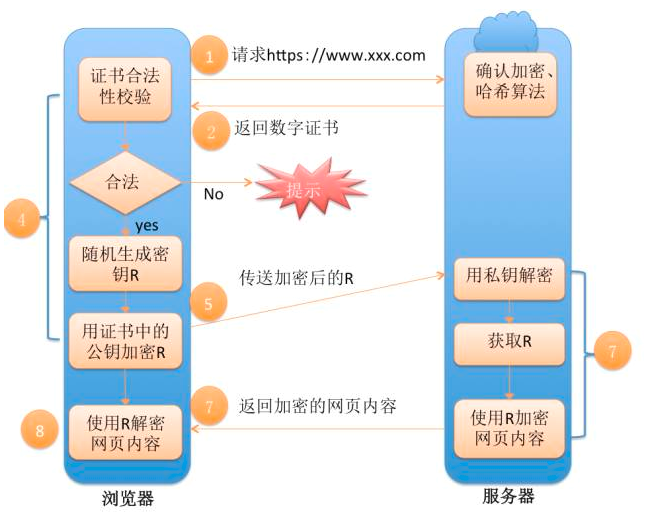 1
请求https://www.xxx.com
证书合法
性校验
确认加密、
哈希算法
2
返回数字证书
合法
No
提示
4
yes
随机生成密
钥R
传送加密后的R
用私钥解密
5
用证书中的
公钥加密R
获取R
7
7
返回加密的网页内容
8
使用R解密
网页内容
使用R加密
网页内容
浏览器
服务器